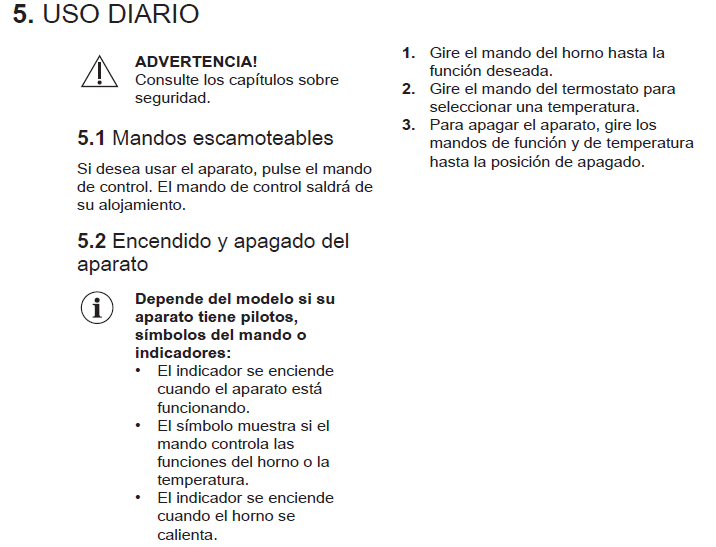 5. USO DIARIO
ADVERTENCIA!
Consulte los capítulos sobre
seguridad.
5.1 Mandos escamoteables
Si desea usar el aparato, pulse el mando
de control. El mando de control saldrá de
su alojamiento.
5.2 Encendido y apagado del
aparato
Depende del modelo si su
aparato tiene pilotos,
símbolos del mando o
indicadores:
• El indicador se enciende
cuando el aparato está
funcionando.
• El símbolo muestra si el
mando controla las
funciones del horno o la
temperatura.
• El indicador se enciende
cuando el horno se
calienta.
1. Gire el mando del horno hasta la
función deseada.
2. Gire el mando del termostato para
seleccionar una temperatura.
3. Para apagar el aparato, gire los
mandos de función y de temperatura
hasta la posición de apagado.